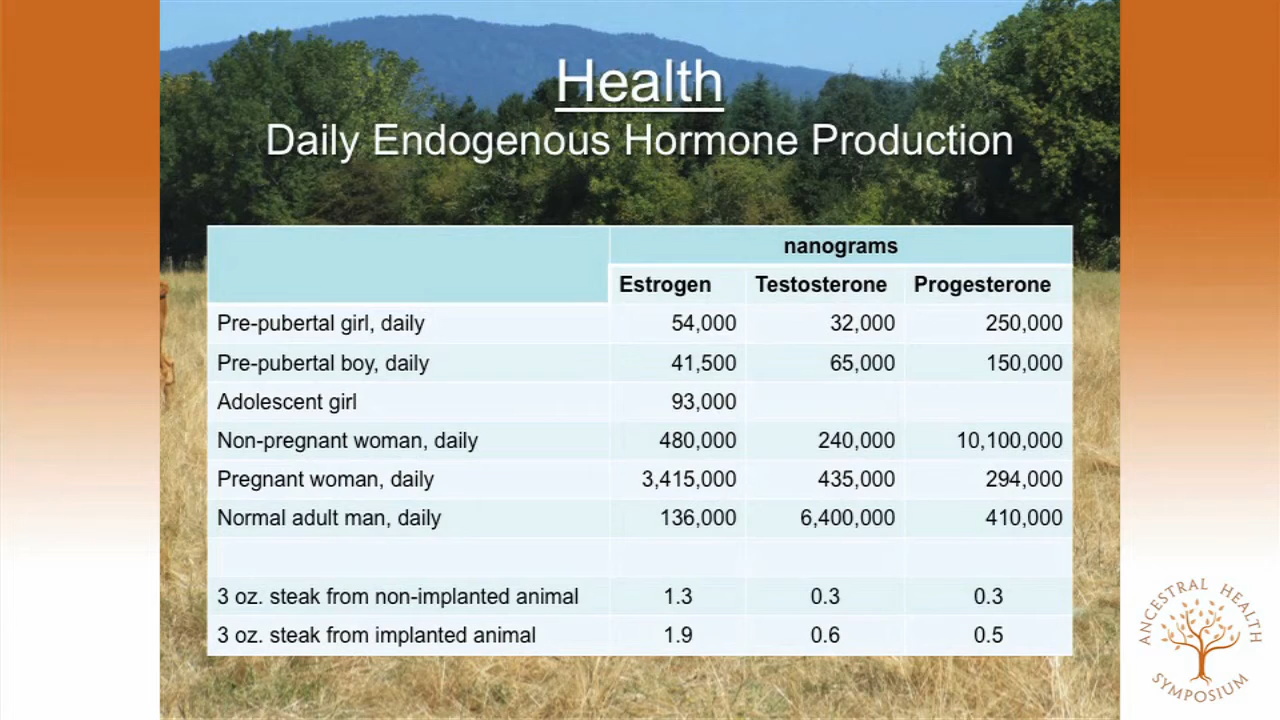 Health
Daily Endogenous Hormone Production
nanograms
Estrogen Testosterone Progesterone
Pre-pubertal girl, daily 54,000 32,000 250,000
Pre-pubertal boy, daily 41,500 65,000 150,000
Adolescent girl 93,000
Non-pregnant woman, daily 480,000 240,000 10,100,000
Pregnant woman, daily 3,415,000 435,000 294,000
Normal adult man, daily 136,000 6,400,000 410,000
3 oz. steak from non-implanted animal 1.3 0.3 0.3
3 oz. steak from implanted animal 1.9 0.6 0.5
ANCESTRAL HEALTH
SYMPOSIUM